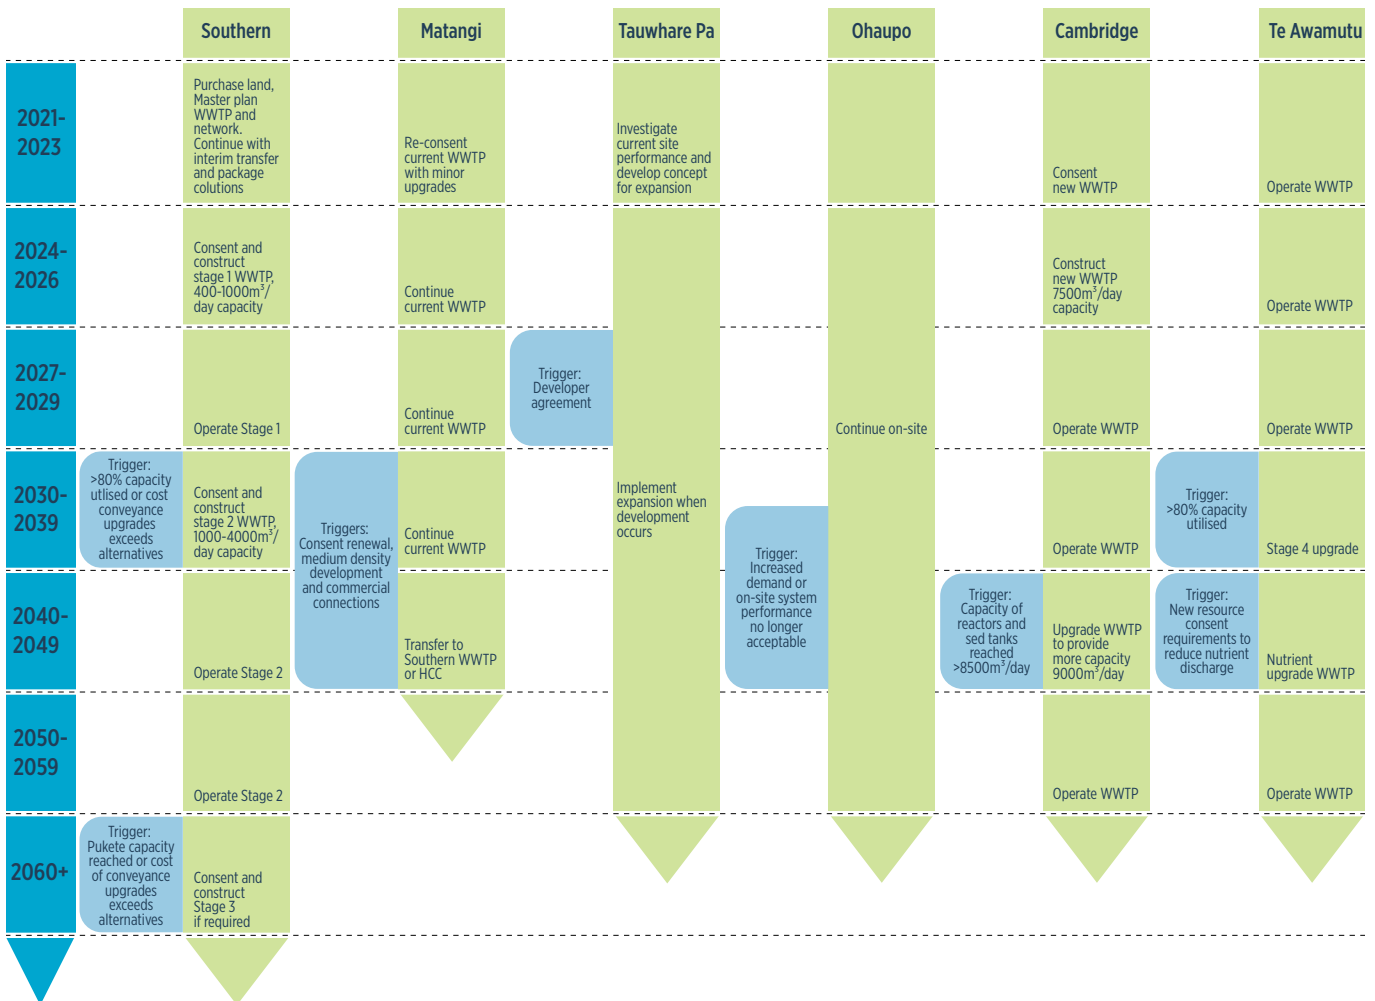 Southern
Matangi
Tauwhare Pa
Ohaupo
Cambridge
Te Awamutu
2021-
2023
Purchase land,
Master plan
WWTP and
network.
Continue with
interim transfer
and package
colutions
Re-consent
current WWTP
with minor
upgrades
Investigate
current site
performance and
develop concept
for expansion
Consent
new WWTP
Operate WWTP
2024-
2026
Consent and
construct
stage 1 WWTP,
400-1000m³/
day capacity
Continue
current WWTP
Construct
new WWTP
7500m³/day
capacity
Operate WWTP
2027-
2029
Operate Stage 1
Continue
current WWTP
Trigger:
Developer
agreement
Continue on-site
Operate WWTP
Operate WWTP
2030-
2039
Trigger:
>80% capacity
utlised or cost
conveyance
upgrades
exceeds
alternatives
Consent and
construct
stage 2 WWTP,
1000-4000m³/
day capacity
Triggers:
Consent renewal,
medium density
development
and commercial
connections
Continue
current WWTP
Implement
expansion when
development
occurs
Trigger:
Increased
demand or
on-site system
performance
no longer
acceptable
Operate WWTP
Trigger:
>80% capacity
utilised
Stage 4 upgrade
2040-
2049
Operate Stage 2
Transfer to
Southern WWTP
or HCC
Trigger:
Capacity of
reactors and
sed tanks
reached
>8500m³/day
Upgrade WWTP
to provide
more capacity
9000m³/day
Trigger:
New resource
consent
requirements to
reduce nutrient
discharge
Nutrient
upgrade WWTP
2050-
2059
Operate Stage 2
Operate WWTP
Operate WWTP
2060+
Trigger:
Pukete capacity
reached or cost
of conveyance
upgrades
exceeds
alternatives
Consent and
construct
Stage 3
if required